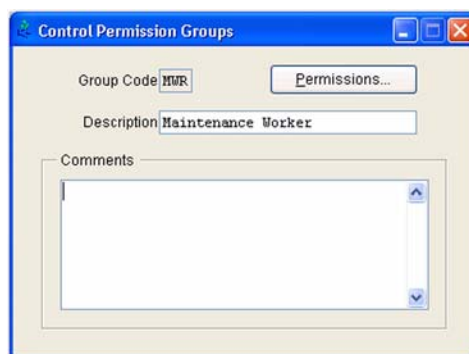 Control Permission Groups
Group Code MWR Permissions...
Description Maintenance Worker
Comments